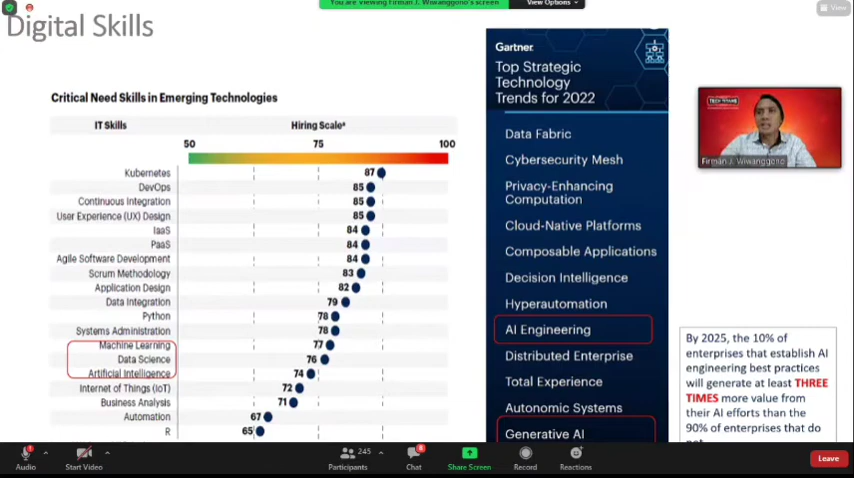 You are viewing Firman J. Wiwanggono's screen
View Options
View
Digital Skills
Critical Need Skills in Emerging Technologies
IT Skills
Hiring Scaleª
50
75
100
Kubernetes 87
DevOps 85
Continuous Integration 85
User Experience (UX) Design 85
IaaS 84
PaaS 84
Agile Software Development 84
Scrum Methodology 83
Application Design 82
Data Integration 79
Python 78
Systems Administration 78
Machine Learning 77
Data Science 76
Artificial Intelligence 74
Internet of Things (IoT) 72
Business Analysis 71
Automation 67
R 65
Gartner
Top Strategic
Technology
Trends for 2022
Data Fabric
Cybersecurity Mesh
Privacy-Enhancing
Computation
Cloud-Native Platforms
Composable Applications
Decision Intelligence
Hyperautomation
AI Engineering
Distributed Enterprise
Total Experience
Autonomic Systems
Generative AI
TECH TITANS
Firman J. Wiwanggono
By 2025, the 10% of
enterprises that establish AI
engineering best practices
will generate at least THREE
TIMES more value from
their AI efforts than the
90% of enterprises that do
Audio
Start Video
245
Participants
8
Chat
Share Screen
Record
Reactions
Leave